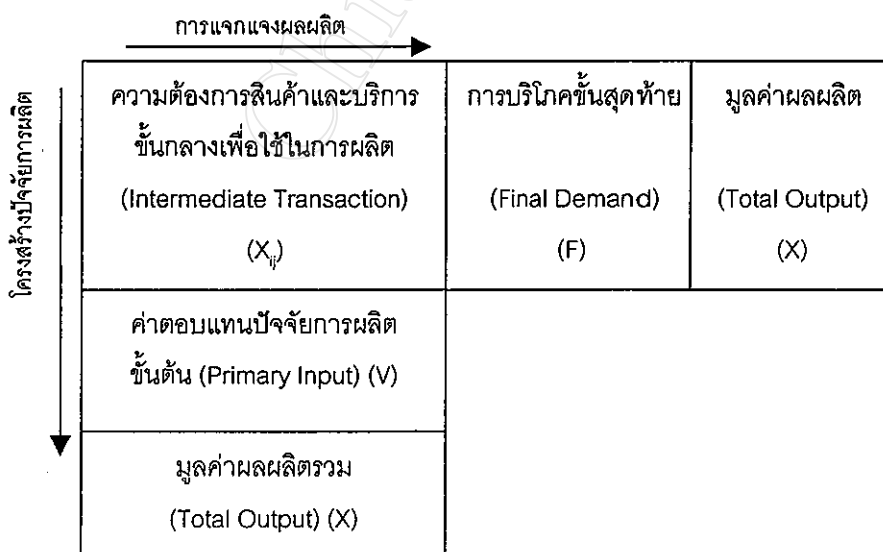 การแจกแจงผลผลิต
โครงสร้างปัจจัยการผลิต
ความต้องการสินค้าและบริการ
ขั้นกลางเพื่อใช้ในการผลิต
(Intermediate Transaction)
(Xij)
การบริโภคขั้นสุดท้าย
(Final Demand)
(F)
มูลค่าผลผลิต
(Total Output)
(X)
ค่าตอบแทนปัจจัยการผลิต
ขั้นต้น (Primary Input) (V)
มูลค่าผลผลิตรวม
(Total Output) (X)